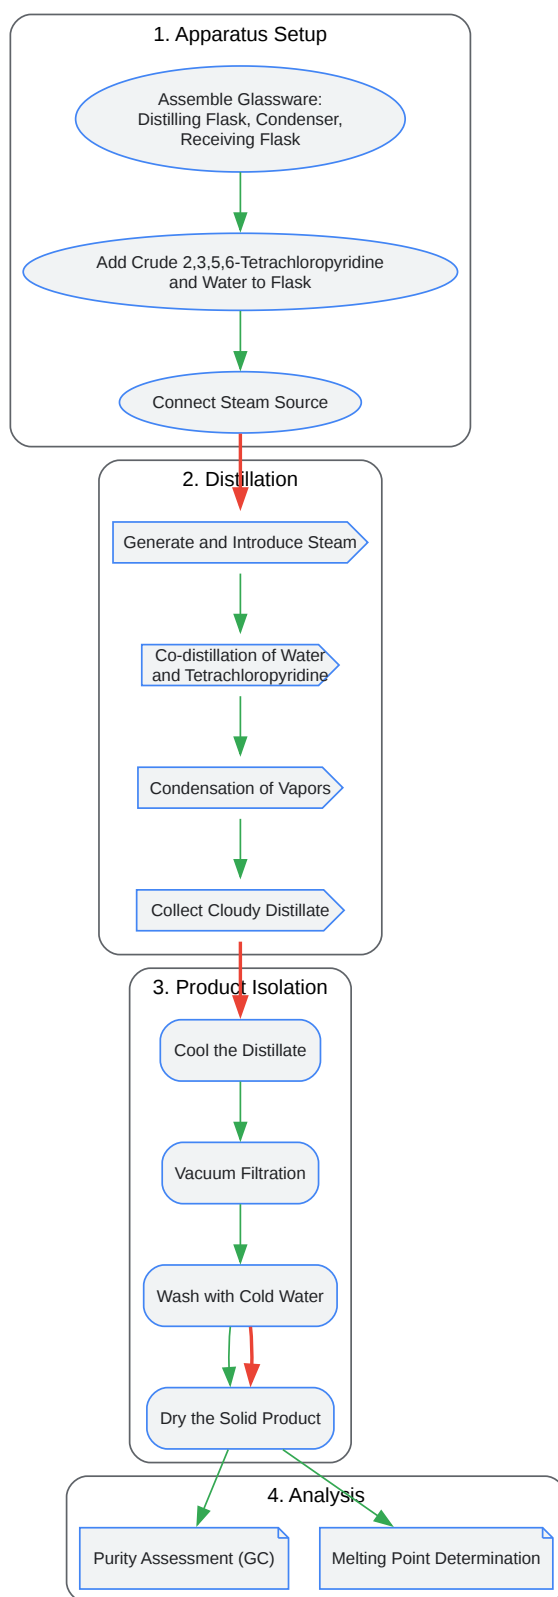 1. Apparatus Setup
Assemble Glassware:
Distilling Flask, Condenser,
Receiving Flask
Add Crude 2,3,5,6-Tetrachloropyridine
and Water to Flask
Connect Steam Source
2. Distillation
Generate and Introduce Steam
Co-distillation of Water
and Tetrachloropyridine
Condensation of Vapors
Collect Cloudy Distillate
3. Product Isolation
Cool the Distillate
Vacuum Filtration
Wash with Cold Water
Dry the Solid Product
4. Analysis
Purity Assessment (GC)
Melting Point Determination